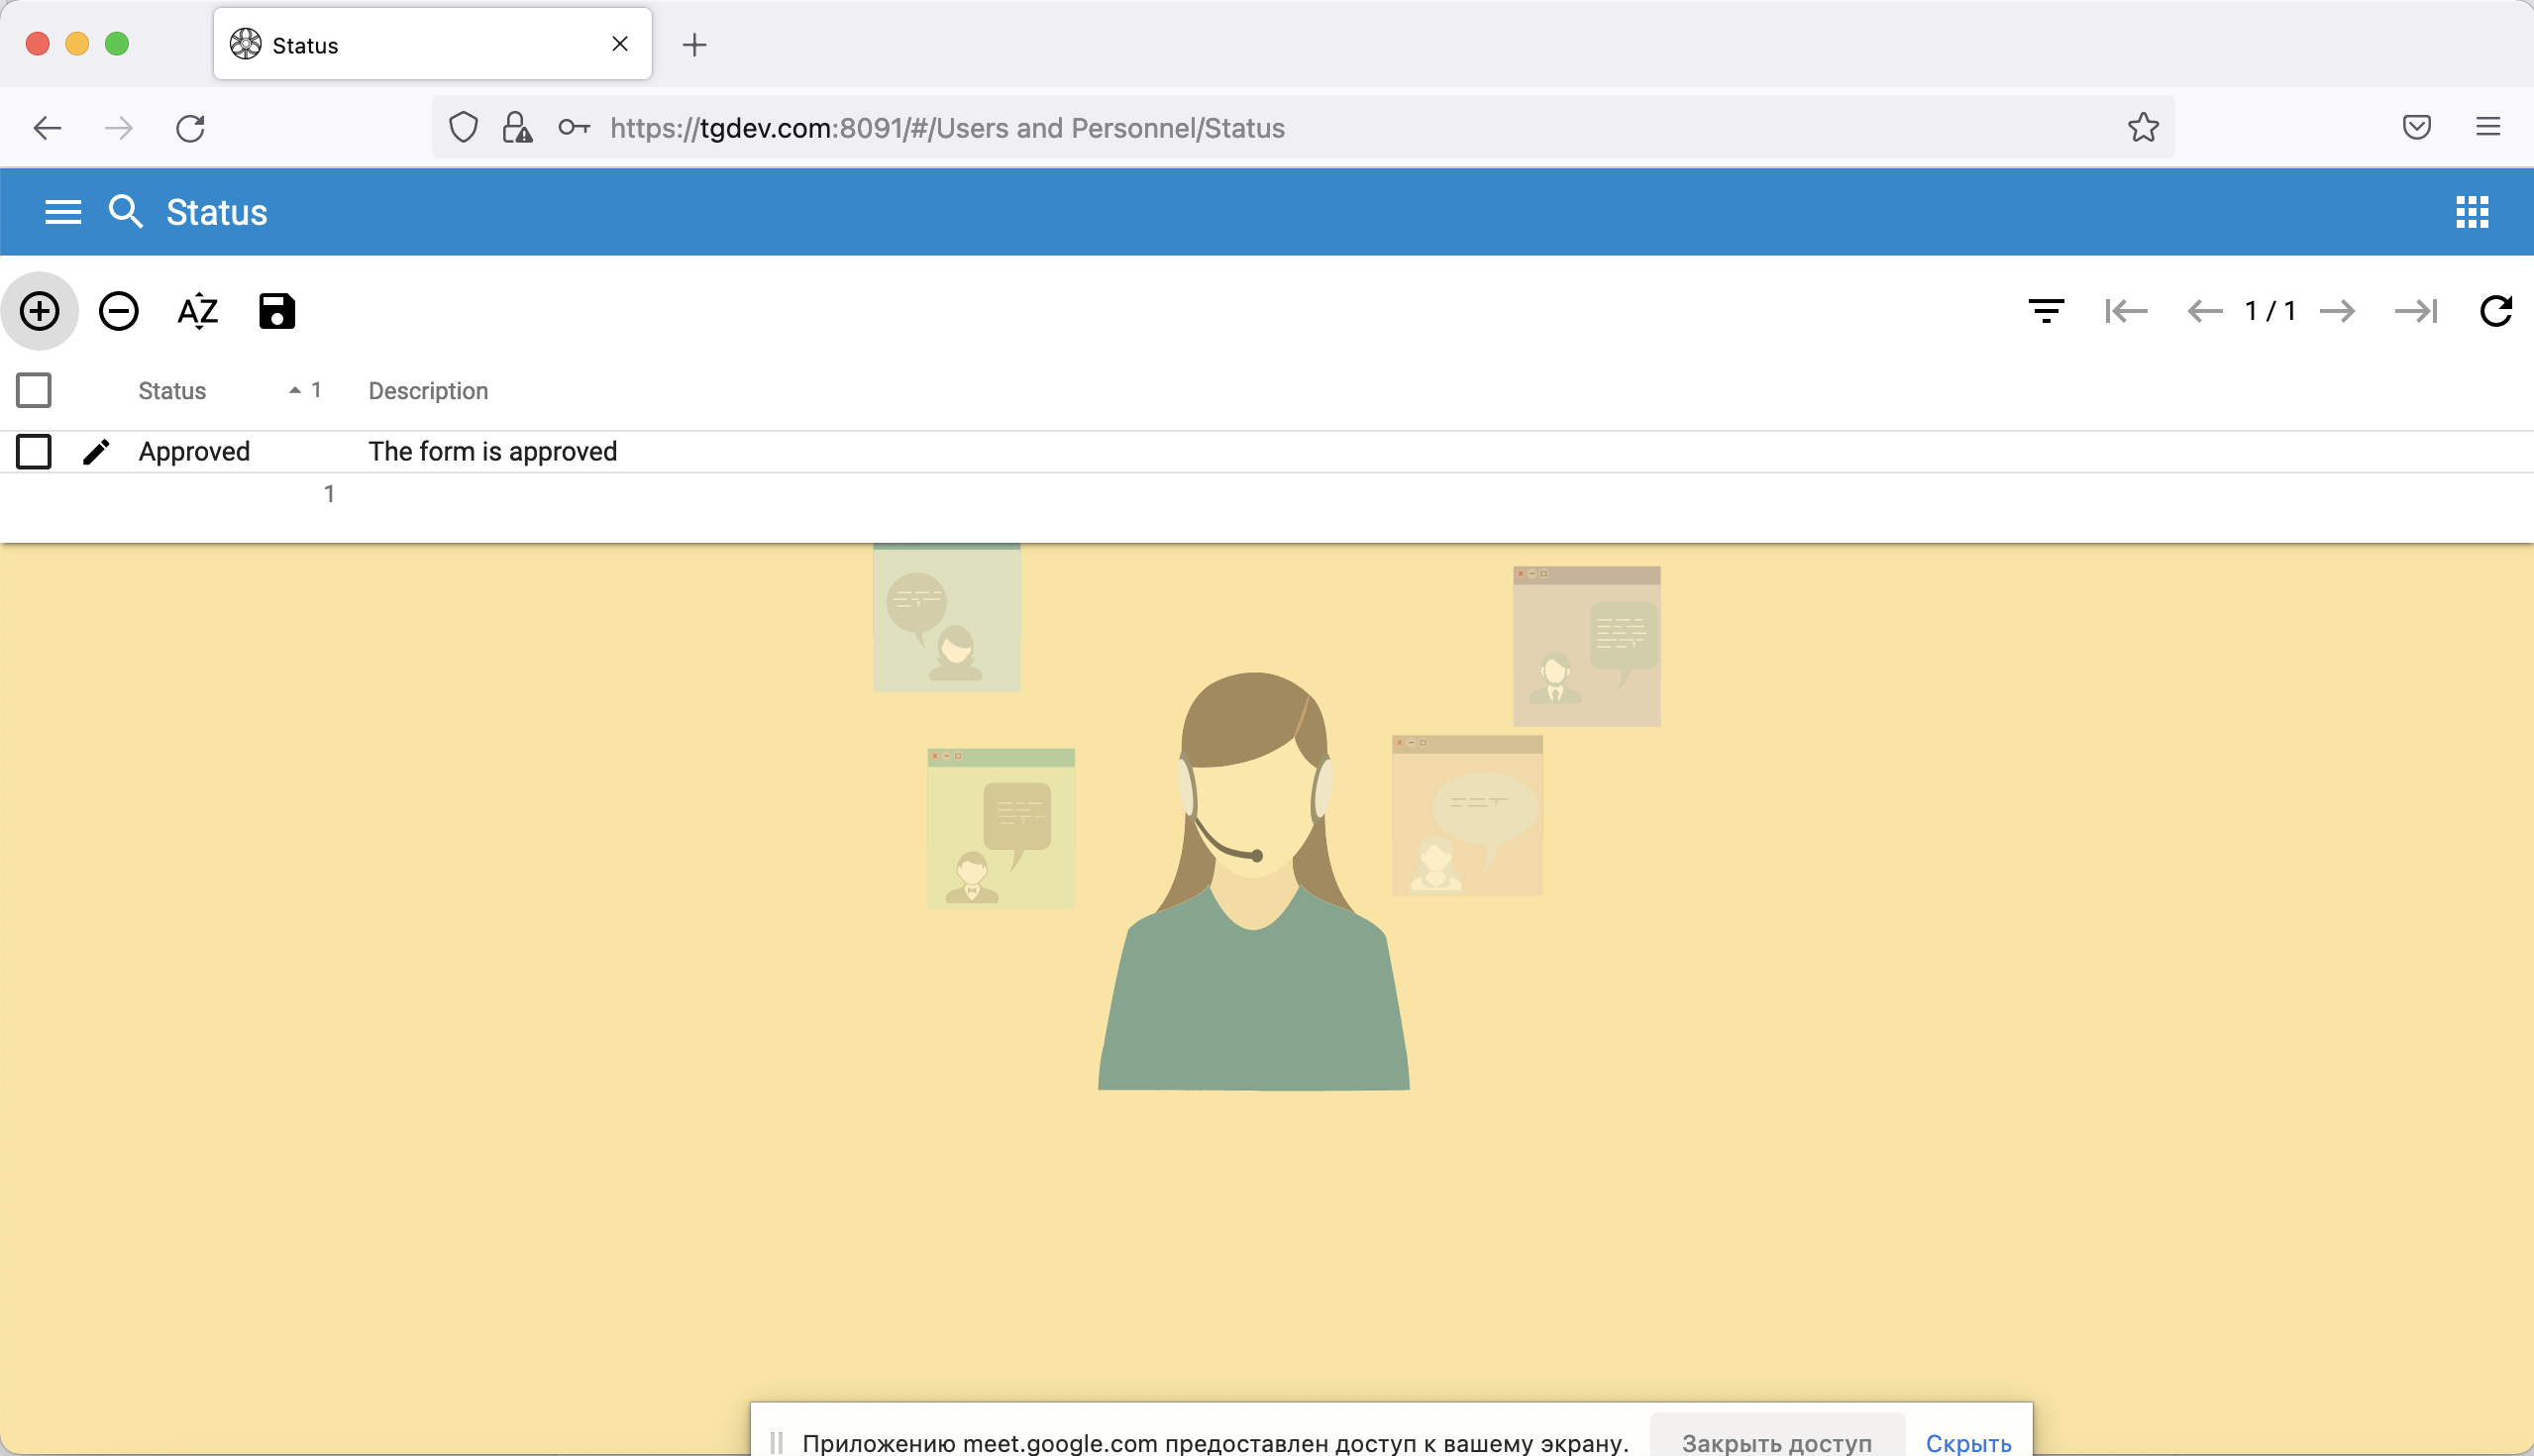 Status
https://tgdev.com:8091/#/Users and Personnel/Status
Status
AZ
1 / 1
Status 1 Description
Approved The form is approved
1
Приложению meet.google.com предоставлен доступ к вашему экрану. Закрыть доступ Скрыть